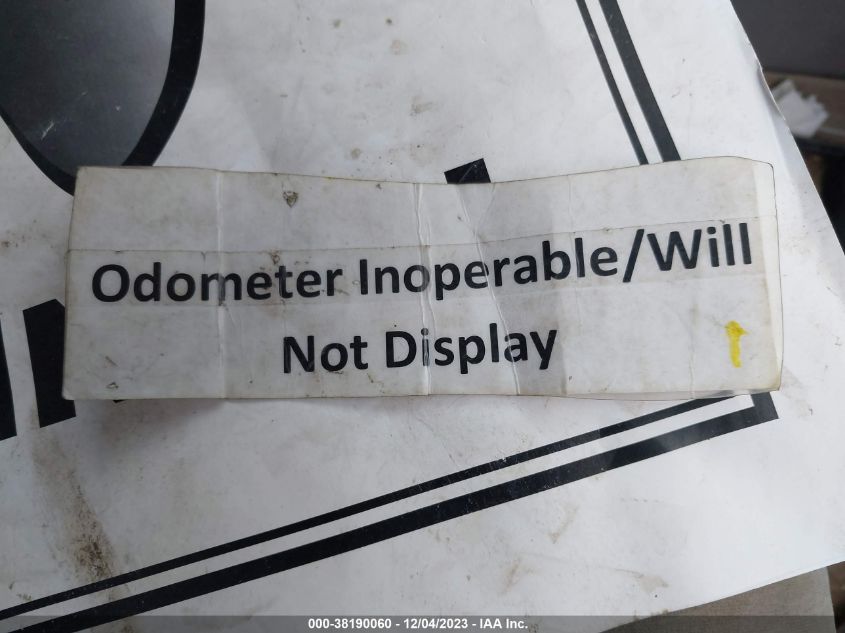 Odometer Inoperable/Will
Not Display
000-38190060 - 12/04/2023 - IAA Inc.